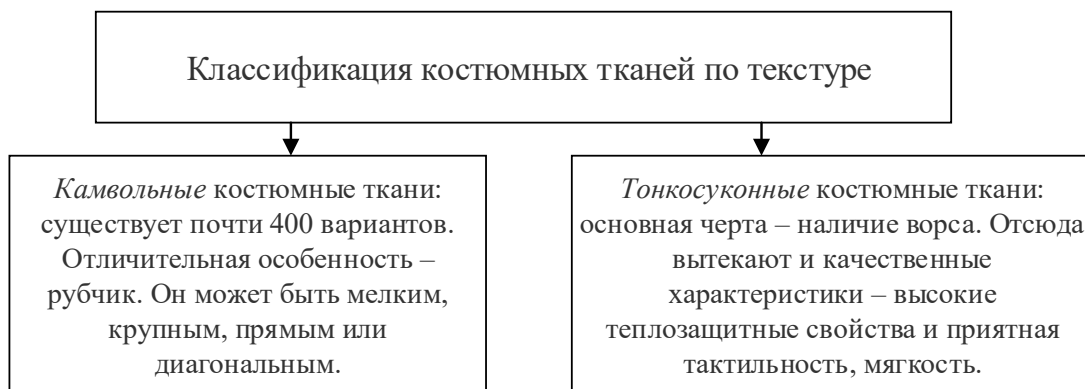 Классификация костюмных тканей по текстуре
Камвольные костюмные ткани:
существует почти 400 вариантов.
Отличительная особенность –
рубчик. Он может быть мелким,
крупным, прямым или
диагональным.
Тонкосуконные костюмные ткани:
основная черта – наличие ворса. Отсюда
вытекают и качественные
характеристики – высокие
теплозащитные свойства и приятная
тактильность, мягкость.